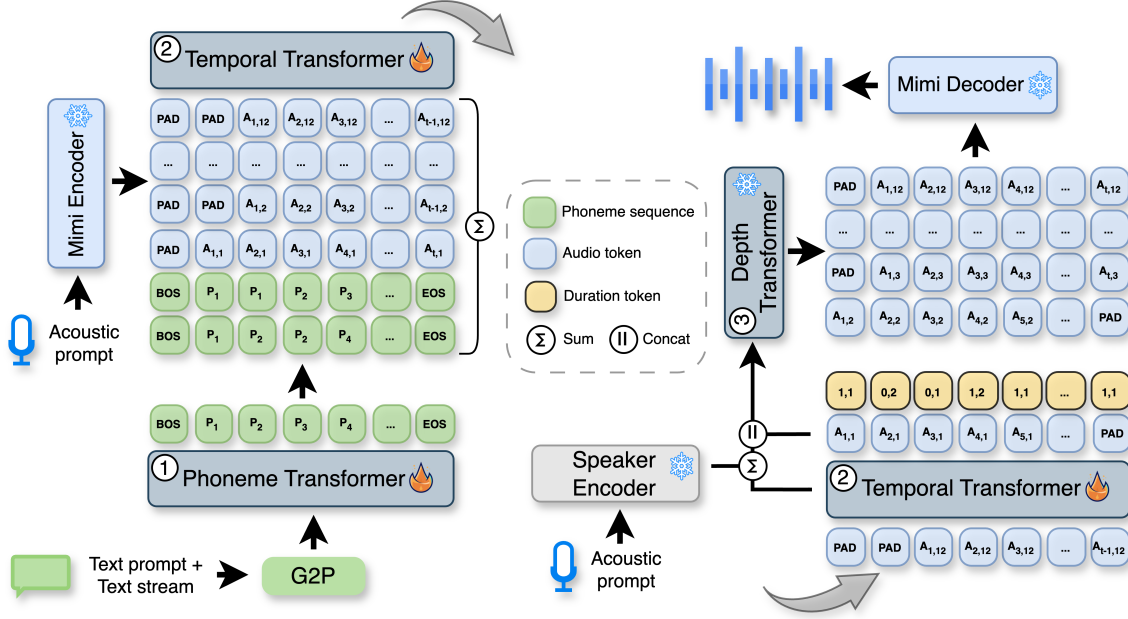 2 Temporal Transformer
PAD PAD A1,12 A2,12 A3,12 ... At-1,12
... ... ... ... ... ... ...
PAD PAD A1,2 A2,2 A3,2 ... At-1,2
PAD A1,1 A2,1 A3,1 A4,1 ... At,1
BOS P1 P1 P2 P3 ... EOS
BOS P1 P2 P2 P4 ... EOS
Σ
Mimi Encoder
Acoustic
prompt
BOS P1 P2 P3 P4 ... EOS
1 Phoneme Transformer
Text prompt +
Text stream
G2P
Phoneme sequence
Audio token
Duration token
Σ Sum || Concat
Mimi Decoder
3 Depth
Transformer
PAD A1,12 A2,12 A3,12 A4,12 ... At,12
... ... ... ... ... ... ...
PAD A1,3 A2,3 A3,3 A4,3 ... At,3
A1,2 A2,2 A3,2 A4,2 A5,2 ... PAD
1,1 0,2 0,1 1,2 1,1 ... 1,1
A1,1 A2,1 A3,1 A4,1 A5,1 ... PAD
||
Σ
Speaker
Encoder
Acoustic
prompt
2 Temporal Transformer
PAD PAD A1,12 A2,12 A3,12 ... At-1,12